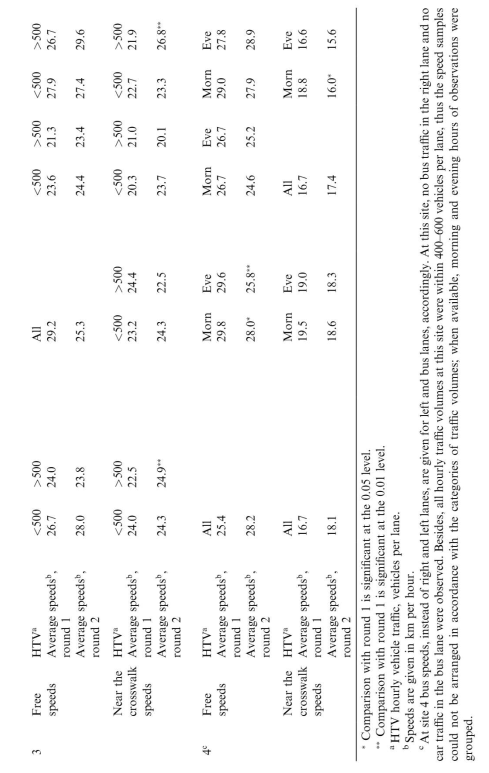 3 Free HTVa <500 >500 All <500 >500 <500 >500
speeds Average speedsb, 26.7 24.0 29.2 23.6 21.3 27.9 26.7
round 1
Average speedsb, 28.0 23.8 25.3 24.4 23.4 27.4 29.6
round 2
Near the HTVa <500 >500 <500 >500 <500 >500 <500 >500
crosswalk Average speedsb, 24.0 22.5 23.2 24.4 20.3 21.0 22.7 21.9
speeds round 1
Average speedsb, 24.3 24.9** 24.3 22.5 23.7 20.1 23.3 26.8**
round 2
4c Free HTVa All Morn Eve Morn Eve Morn Eve
speeds Average speedsb, 25.4 29.8 29.6 26.7 26.7 29.0 27.8
round 1
Average speedsb, 28.2 28.0* 25.8** 24.6 25.2 27.9 28.9
round 2
Near the HTVa All Morn Eve All Morn Eve
crosswalk Average speedsb, 16.7 19.5 19.0 16.7 18.8 16.6
speeds round 1
Average speedsb, 18.1 18.6 18.3 17.4 16.0* 15.6
round 2
* Comparison with round 1 is significant at the 0.05 level.
** Comparison with round 1 is significant at the 0.01 level.
a HTV hourly vehicle traffic, vehicles per lane.
b Speeds are given in km per hour.
c At site 4 bus speeds, instead of right and left lanes, are given for left and bus lanes, accordingly. At this site, no bus traffic in the right lane and no
car traffic in the bus lane were observed. Besides, all hourly traffic volumes at this site were within 400–600 vehicles per lane, thus the speed samples
could not be arranged in accordance with the categories of traffic volumes; when available, morning and evening hours of observations were
grouped.